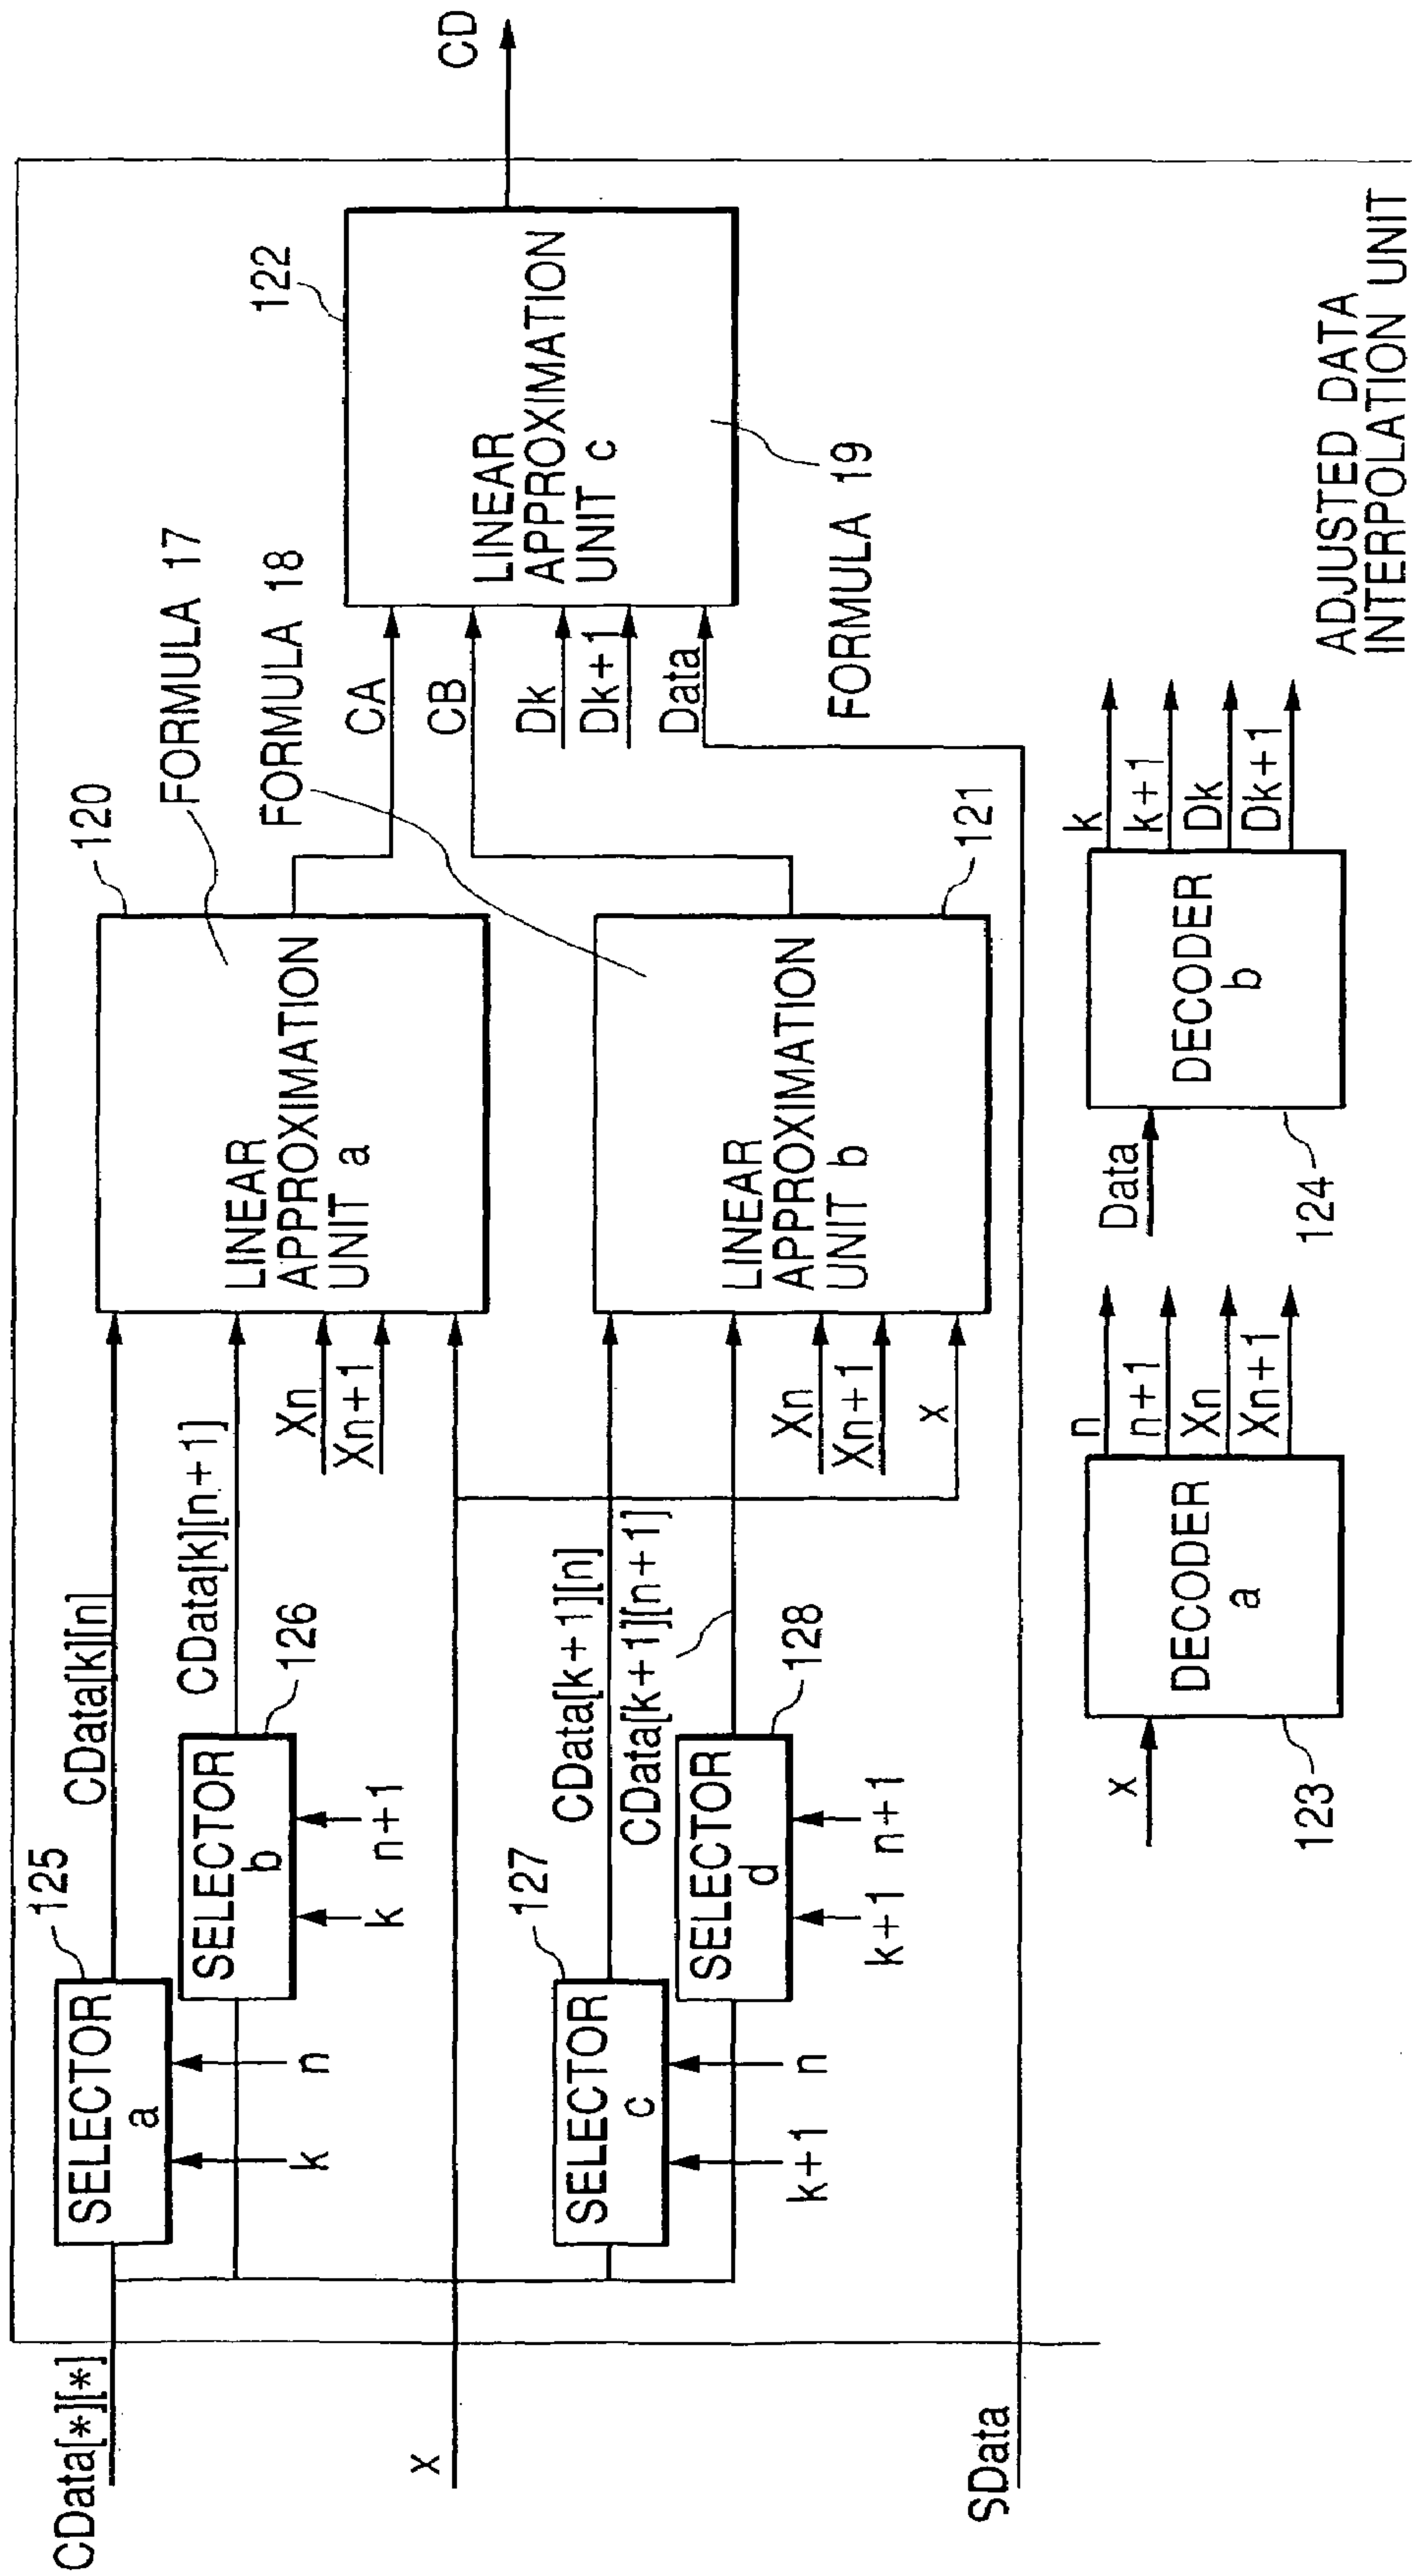 CData[*][*]
x
SData
125
SELECTOR
a
k
n
CData[k][n]
SELECTOR
b
126
k
n+1
CData[k][n+1]
127
SELECTOR
c
k+1
n
CData[k+1][n]
CData[k+1][n+1]
SELECTOR
d
128
k+1
n+1
120
FORMULA 17
LINEAR
APPROXIMATION
UNIT a
Xn
Xn+1
FORMULA 18
121
LINEAR
APPROXIMATION
UNIT b
Xn
Xn+1
x
122
CA
CB
Dk
Dk+1
Data
LINEAR
APPROXIMATION
UNIT c
FORMULA 19
CD
x
123
DECODER
a
n
n+1
Xn
Xn+1
Data
124
DECODER
b
k
k+1
Dk
Dk+1
ADJUSTED DATA
INTERPOLATION UNIT